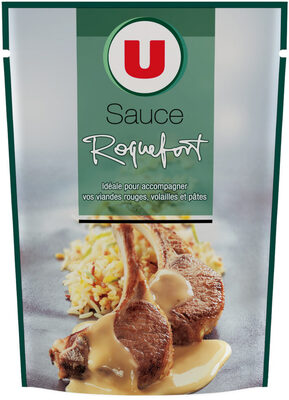 U
Sauce
Roquefort
Idéale pour accompagner
vos viandes rouges, volailles et pâtes